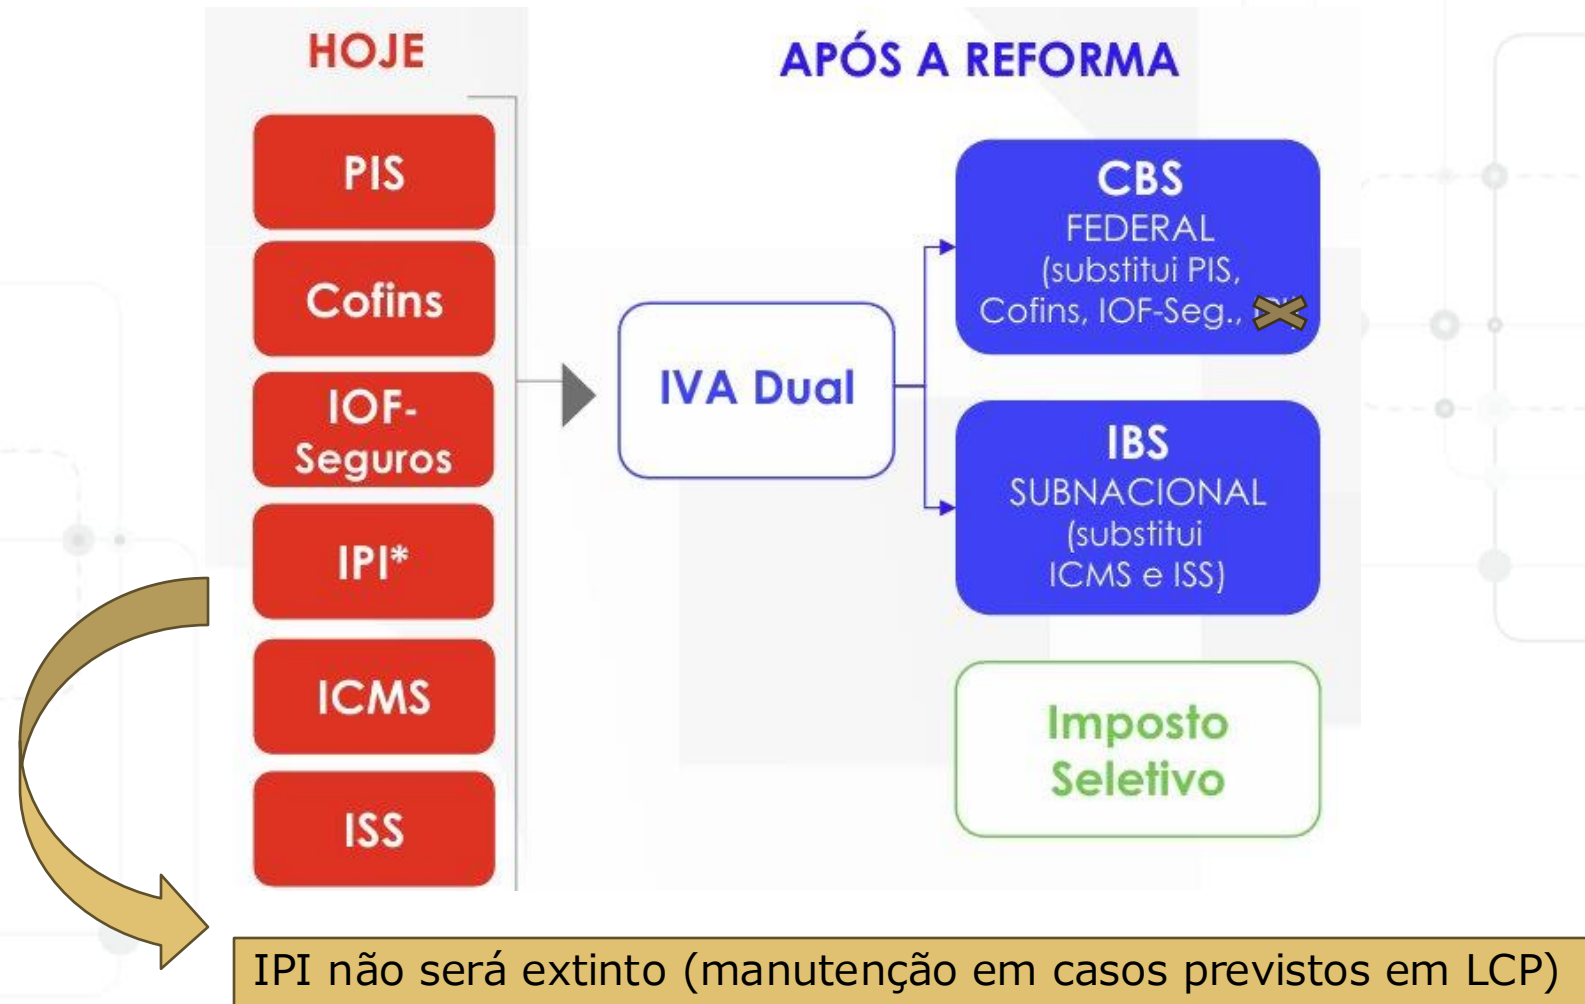 HOJE
PIS
Cofins
IOF-
Seguros
IPI*
ICMS
ISS
IVA Dual
APÓS A REFORMA
CBS
FEDERAL
(substitui PIS,
Cofins, IOF-Seg.,
IBS
SUBNACIONAL
(substitui
ICMS e ISS)
Imposto
Seletivo
IPI não será extinto (manutenção em casos previstos em LCP)